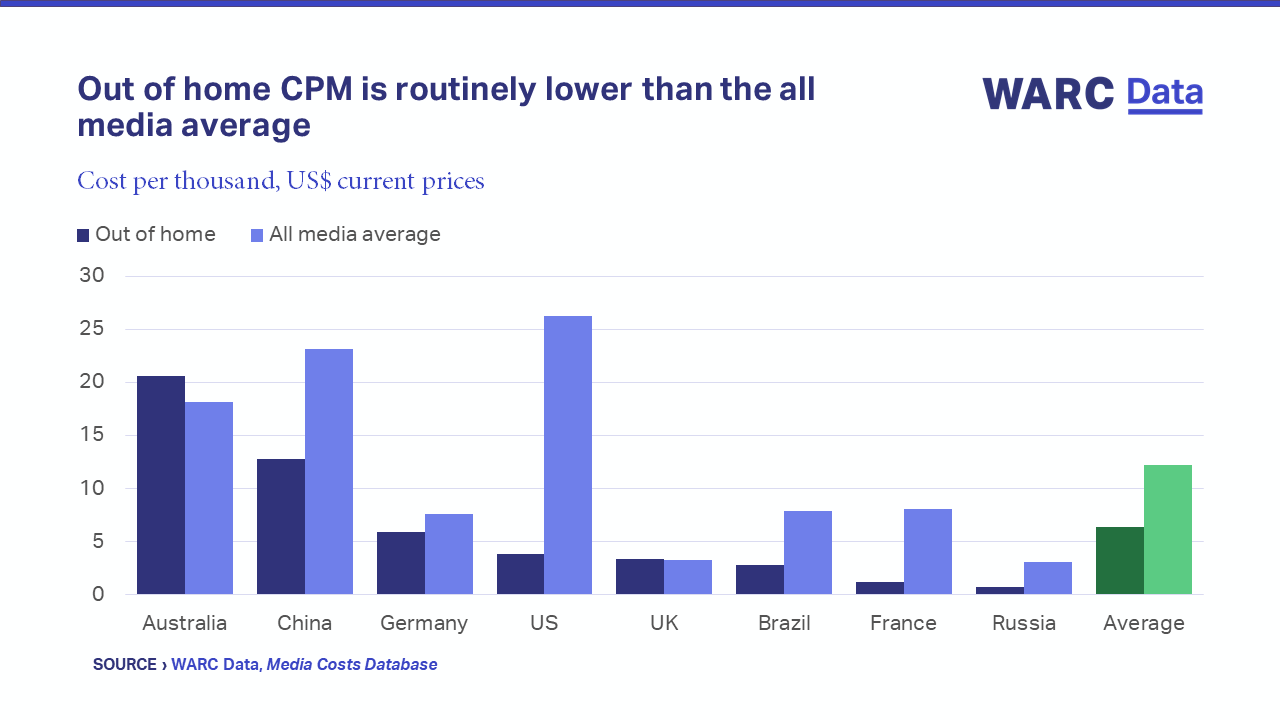 Out of home CPM is routinely lower than the all
media average
WARC Data
Cost per thousand, US$ current prices
Out of home All media average
30
25
20
15
10
5
0
Australia China Germany US UK Brazil France Russia Average
SOURCE › WARC Data, Media Costs Database